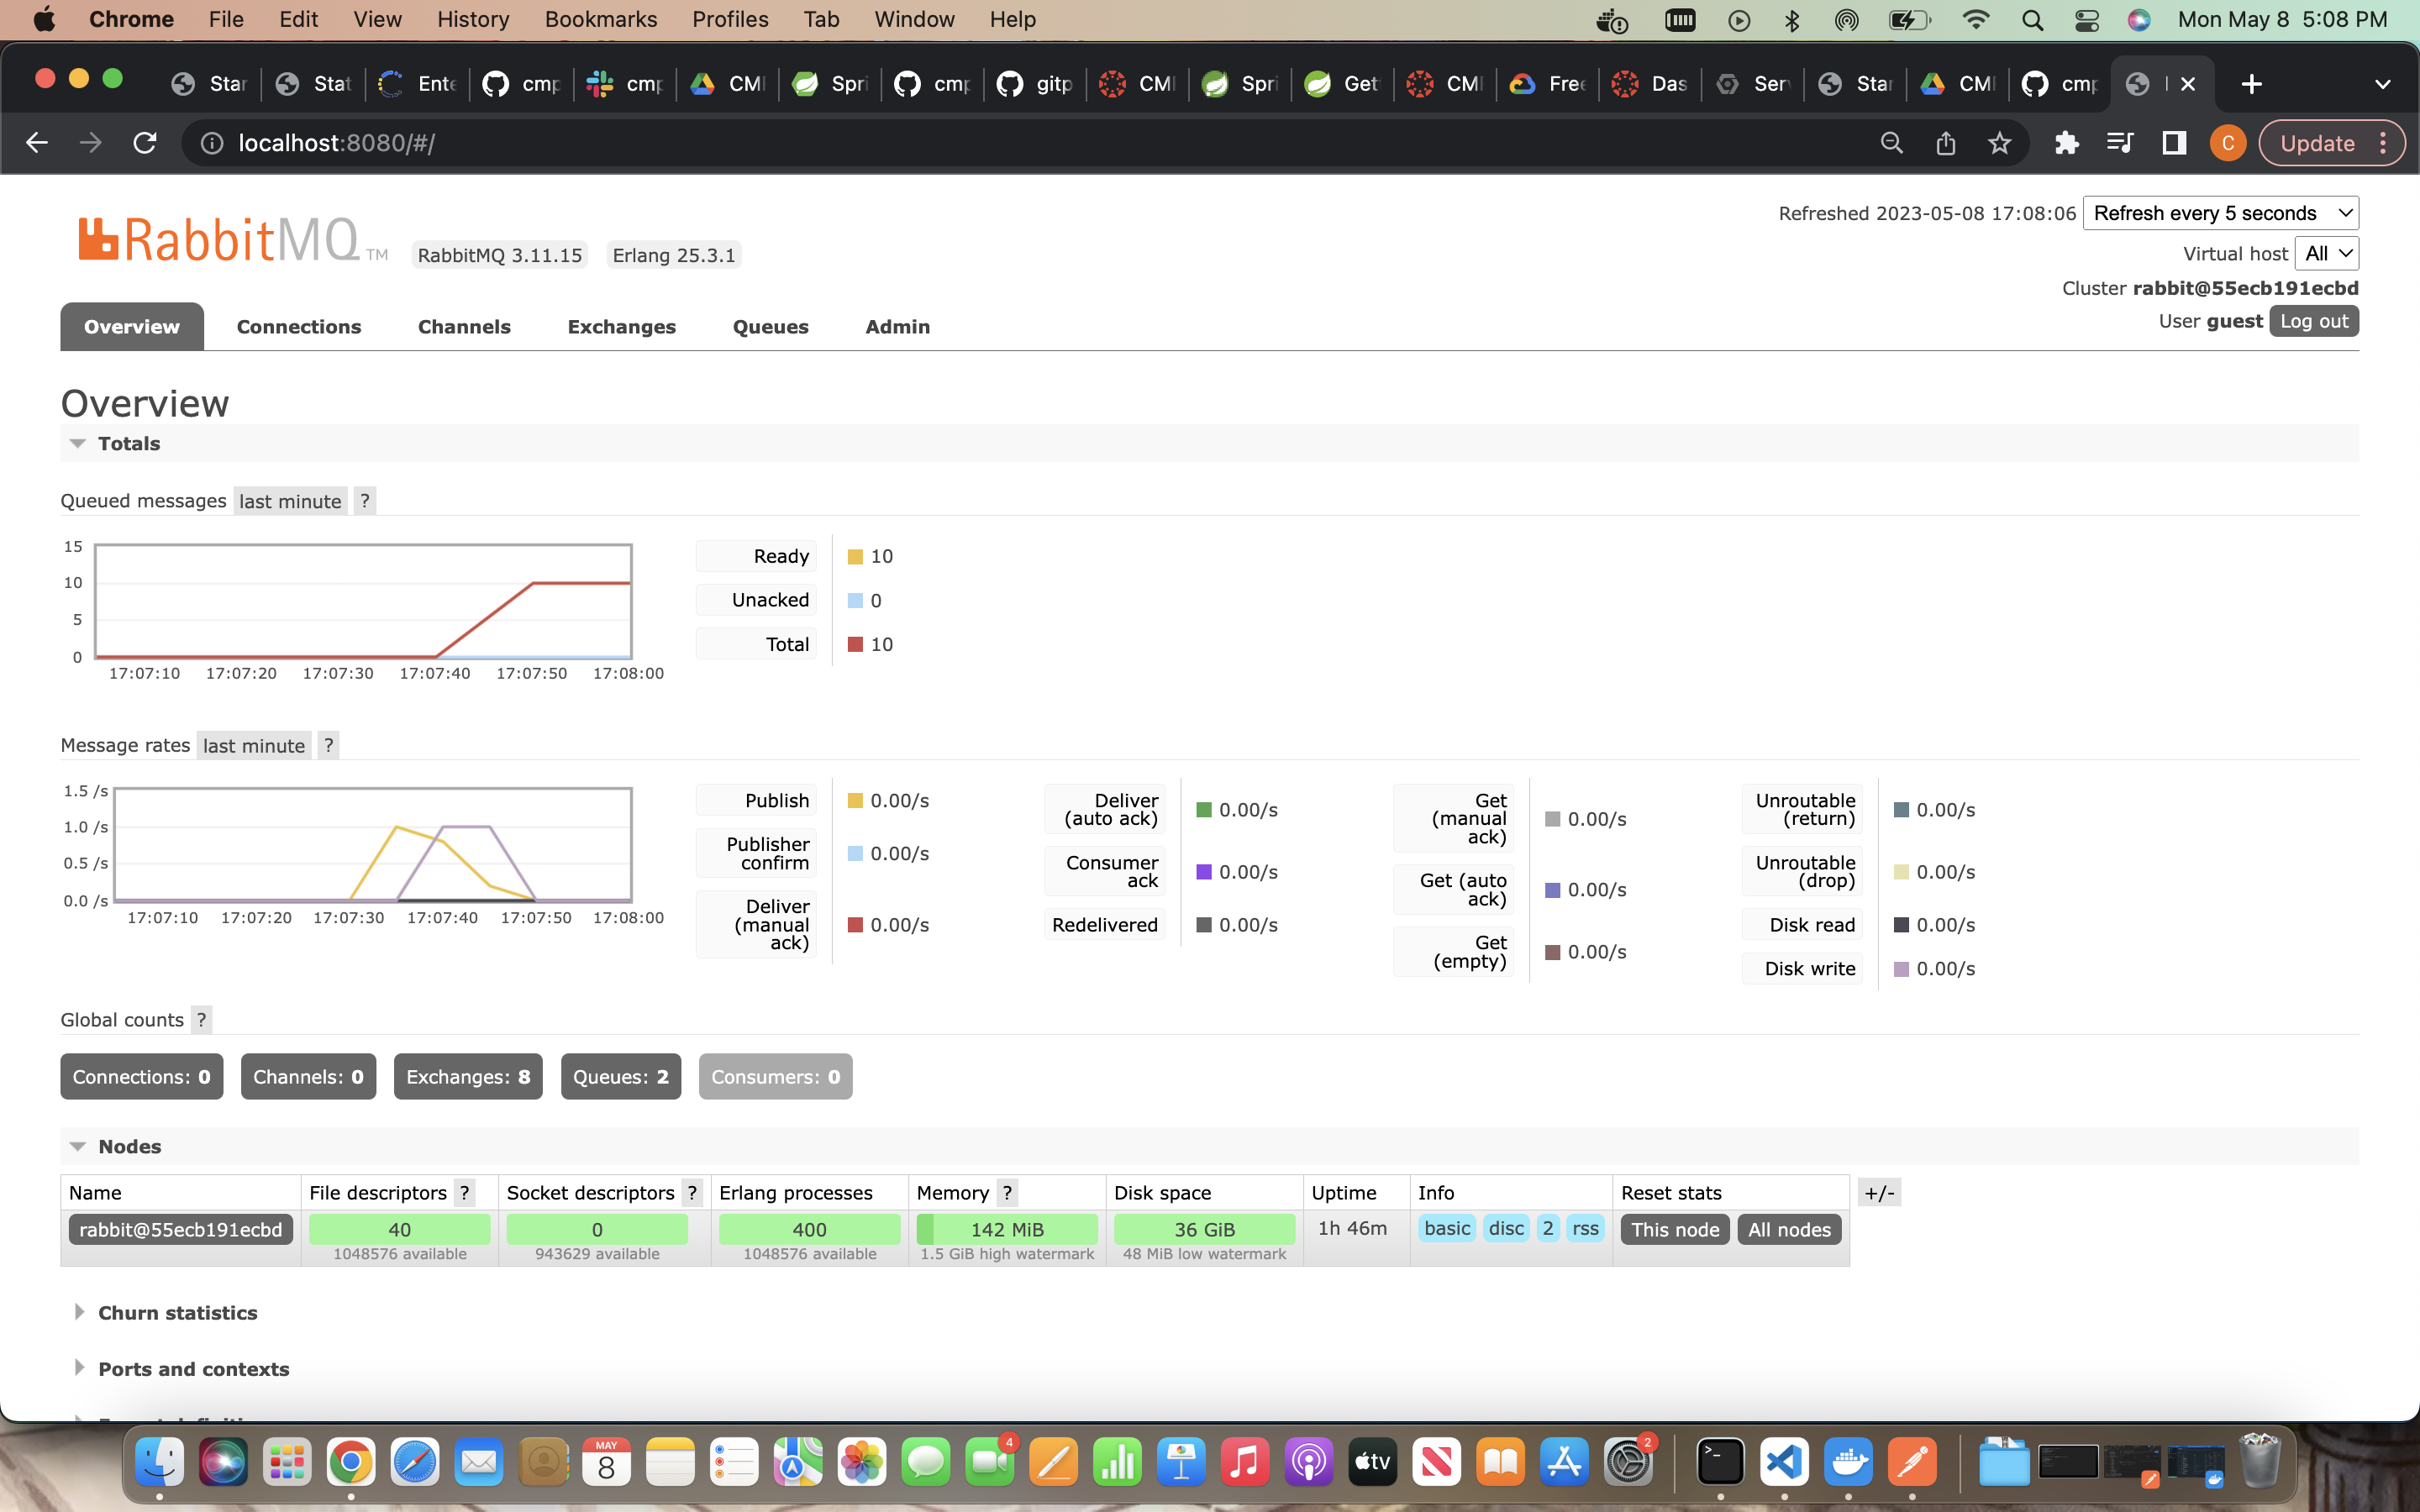 Chrome File Edit View History Bookmarks Profiles Tab Window Help Mon May 8 5:08 PM
Star Stat Ente cmp cmp CMI Spri cmp gitp CMI Spri Get CMI Free Das Serv Star CMI cmp
localhost:8080/#/ C Update
RabbitMQ TM RabbitMQ 3.11.15 Erlang 25.3.1
Refreshed 2023-05-08 17:08:06 Refresh every 5 seconds
Virtual host All
Cluster rabbit@55ecb191ecbd
User guest Log out
Overview Connections Channels Exchanges Queues Admin
Overview
Totals
Queued messages last minute ?
15
10
5
0
17:07:10 17:07:20 17:07:30 17:07:40 17:07:50 17:08:00
Ready 10
Unacked 0
Total 10
Message rates last minute ?
1.5 /s
1.0 /s
0.5 /s
0.0 /s
17:07:10 17:07:20 17:07:30 17:07:40 17:07:50 17:08:00
Publish 0.00/s
Publisher
confirm 0.00/s
Deliver
(manual
ack) 0.00/s
Deliver
(auto ack) 0.00/s
Consumer
ack 0.00/s
Redelivered 0.00/s
Get
(manual
ack) 0.00/s
Get (auto
ack) 0.00/s
Get
(empty) 0.00/s
Unroutable
(return) 0.00/s
Unroutable
(drop) 0.00/s
Disk read 0.00/s
Disk write 0.00/s
Global counts ?
Connections: 0 Channels: 0 Exchanges: 8 Queues: 2 Consumers: 0
Nodes
Name File descriptors ? Socket descriptors ? Erlang processes Memory ? Disk space Uptime Info Reset stats +/-
rabbit@55ecb191ecbd 40 0 400 142 MiB 36 GiB 1h 46m basic disc 2 rss This node All nodes
1048576 available 943629 available 1048576 available 1.5 GiB high watermark 48 MiB low watermark
Churn statistics
Ports and contexts
MAY
8
4
tv
2